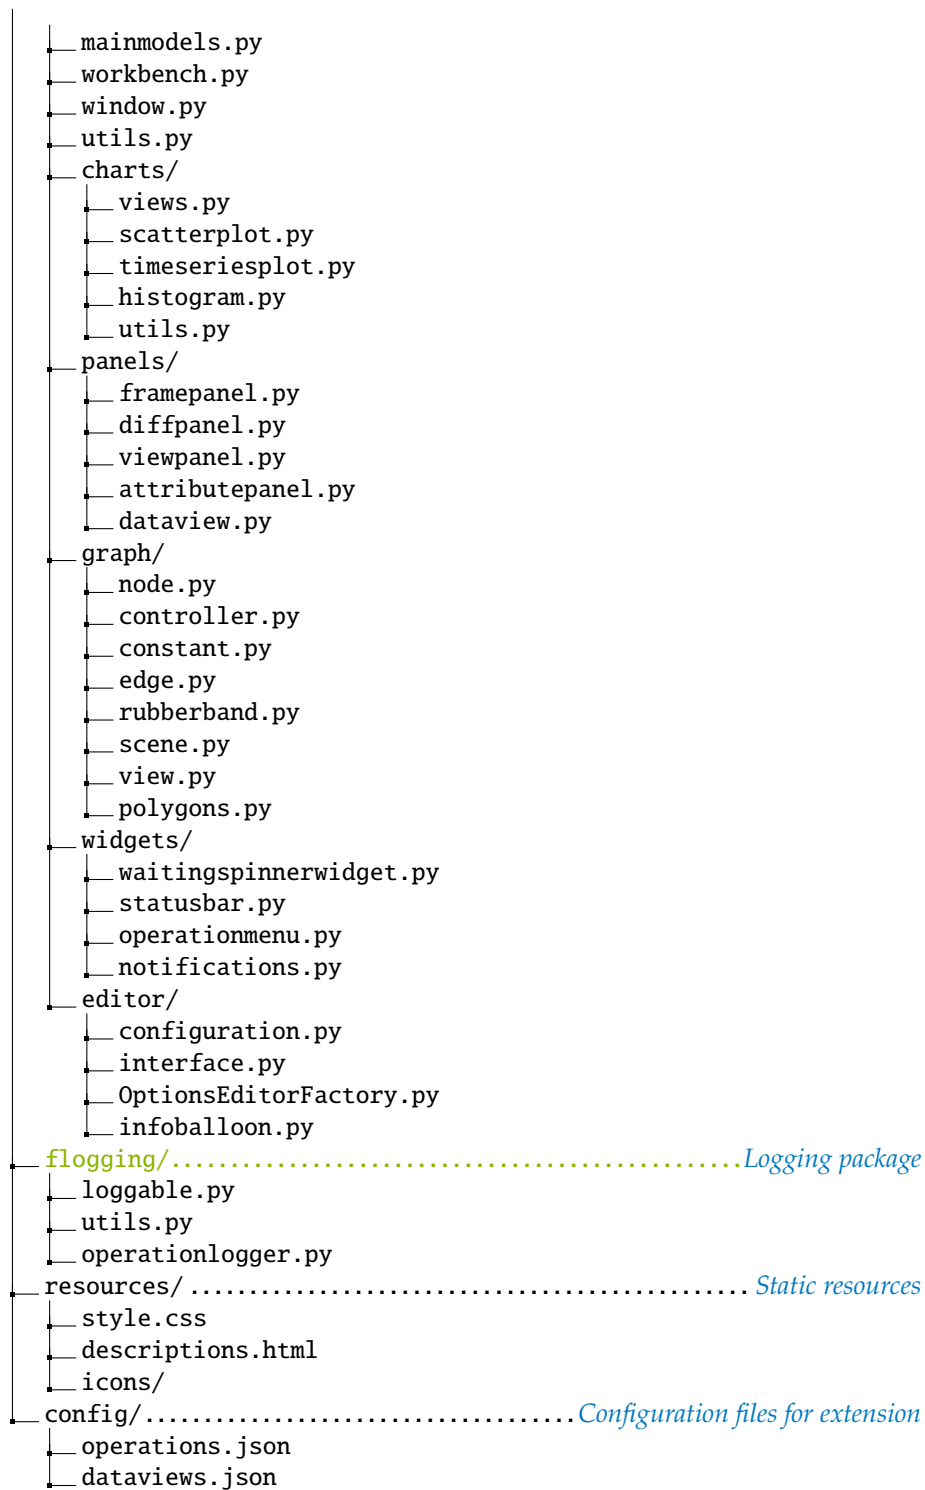 mainmodels.py
workbench.py
window.py
utils.py
charts/
views.py
scatterplot.py
timeseriesplot.py
histogram.py
utils.py
panels/
framepanel.py
diffpanel.py
viewpanel.py
attributepanel.py
dataview.py
graph/
node.py
controller.py
constant.py
edge.py
rubberband.py
scene.py
view.py
polygons.py
widgets/
waitingspinnerwidget.py
statusbar.py
operationmenu.py
notifications.py
editor/
configuration.py
interface.py
OptionsEditorFactory.py
infoballoon.py
flogging/................................................Logging package
loggable.py
utils.py
operationlogger.py
resources/ ............................................... Static resources
style.css
descriptions.html
icons/
config/....................................Configuration files for extension
operations.json
dataviews.json